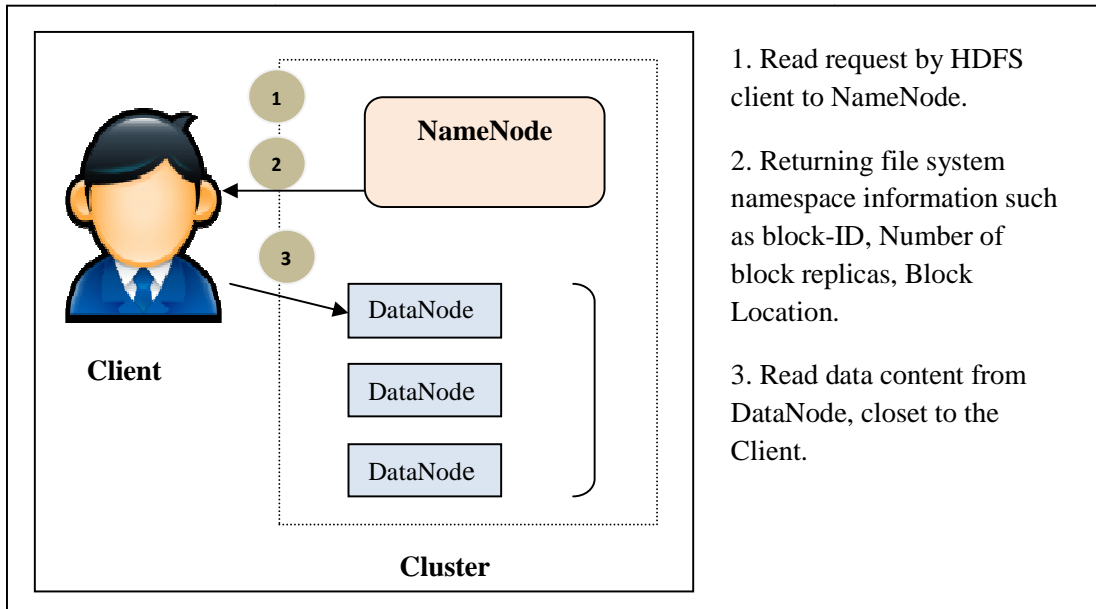 1
NameNode
2
3
DataNode
DataNode
DataNode
Client
Cluster
1. Read request by HDFS
client to NameNode.
2. Returning file system
namespace information such
as block-ID, Number of
block replicas, Block
Location.
3. Read data content from
DataNode, closet to the
Client.